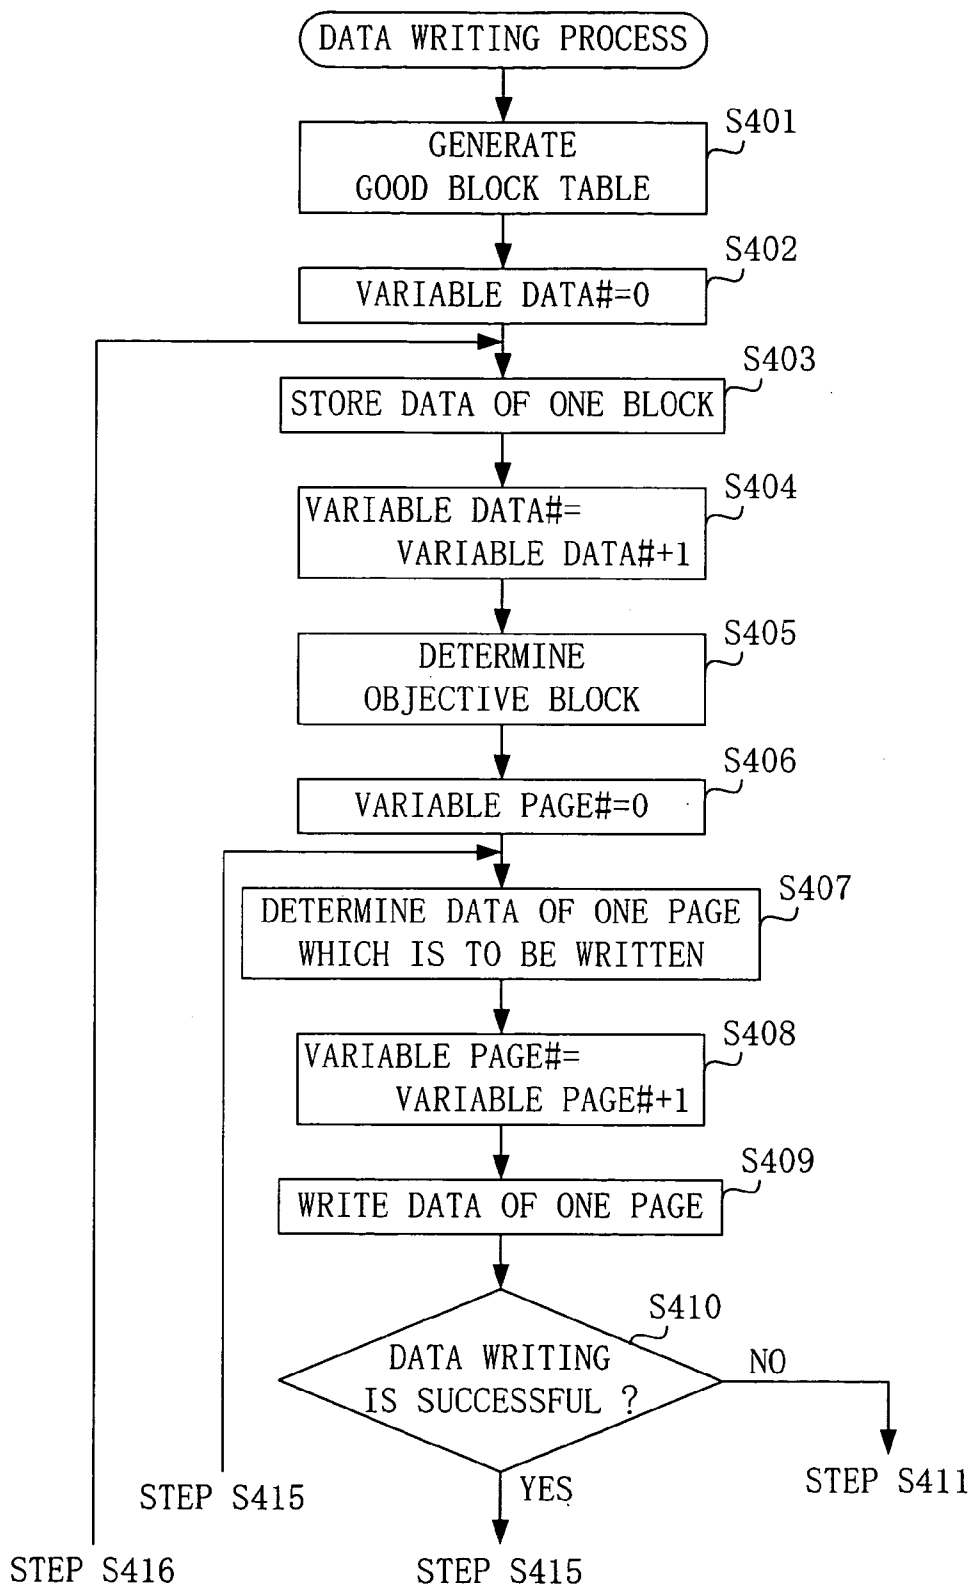 DATA WRITING PROCESS
S401
GENERATE
GOOD BLOCK TABLE
S402
VARIABLE DATA#=0
S403
STORE DATA OF ONE BLOCK
S404
VARIABLE DATA#=
VARIABLE DATA#+1
S405
DETERMINE
OBJECTIVE BLOCK
S406
VARIABLE PAGE#=0
S407
DETERMINE DATA OF ONE PAGE
WHICH IS TO BE WRITTEN
S408
VARIABLE PAGE#=
VARIABLE PAGE#+1
S409
WRITE DATA OF ONE PAGE
S410
DATA WRITING
IS SUCCESSFUL ?
NO
YES
STEP S411
STEP S415
STEP S416
STEP S415